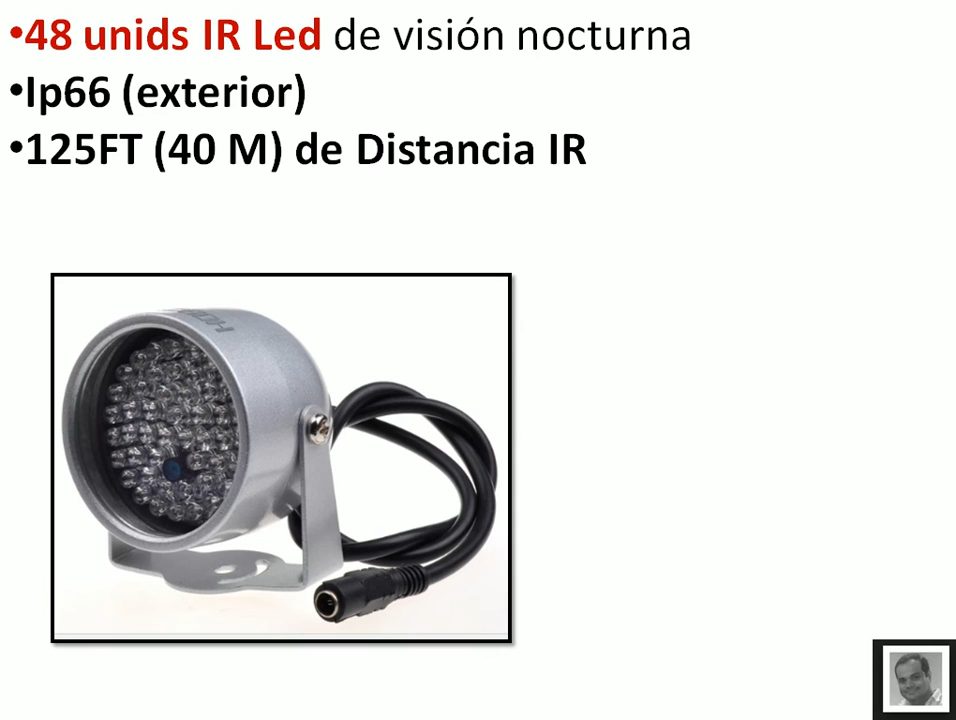 •48 unids IR Led de visión nocturna
•Ip66 (exterior)
•125FT (40 M) de Distancia IR